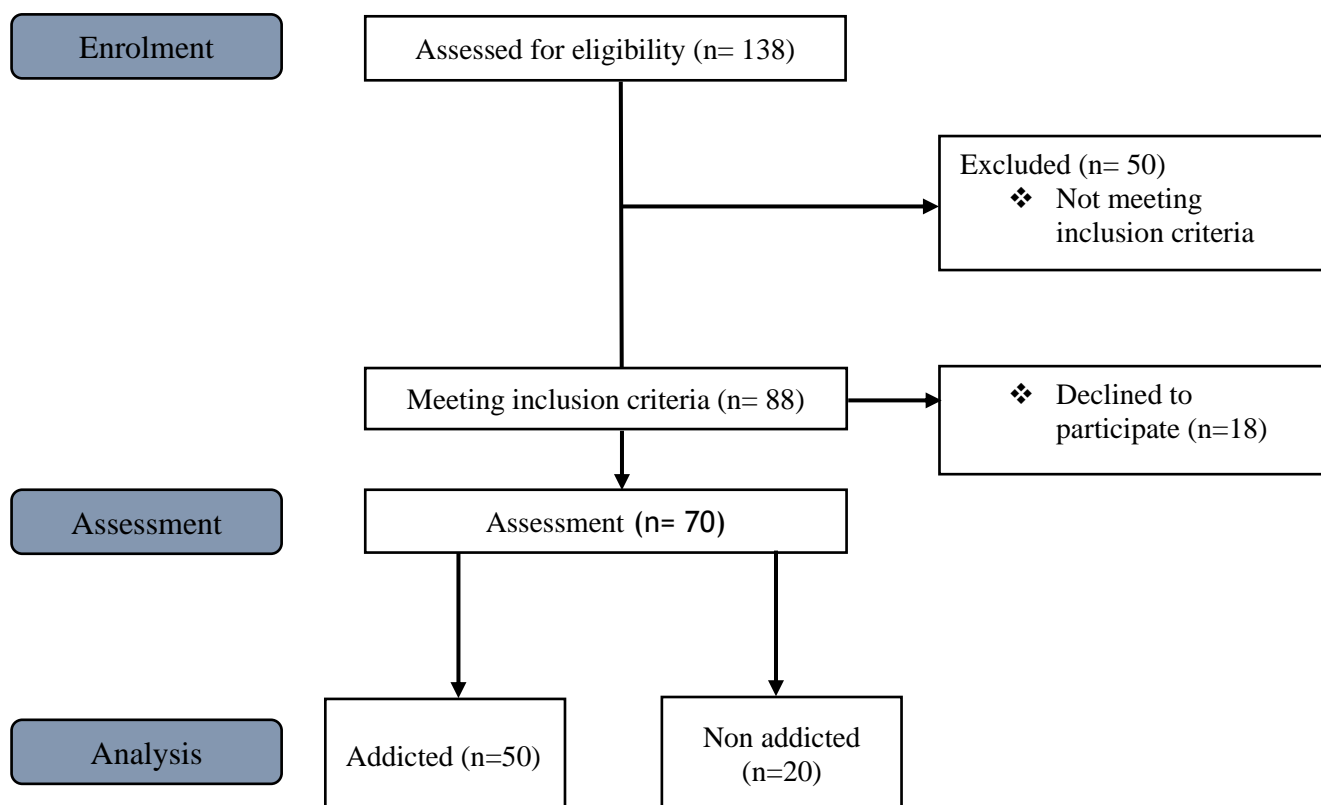 Enrolment
Assessed for eligibility (n= 138)
Excluded (n= 50)
❖ Not meeting
inclusion criteria
Meeting inclusion criteria (n= 88)
❖ Declined to
participate (n=18)
Assessment
Assessment (n= 70)
Analysis
Addicted (n=50)
Non addicted
(n=20)